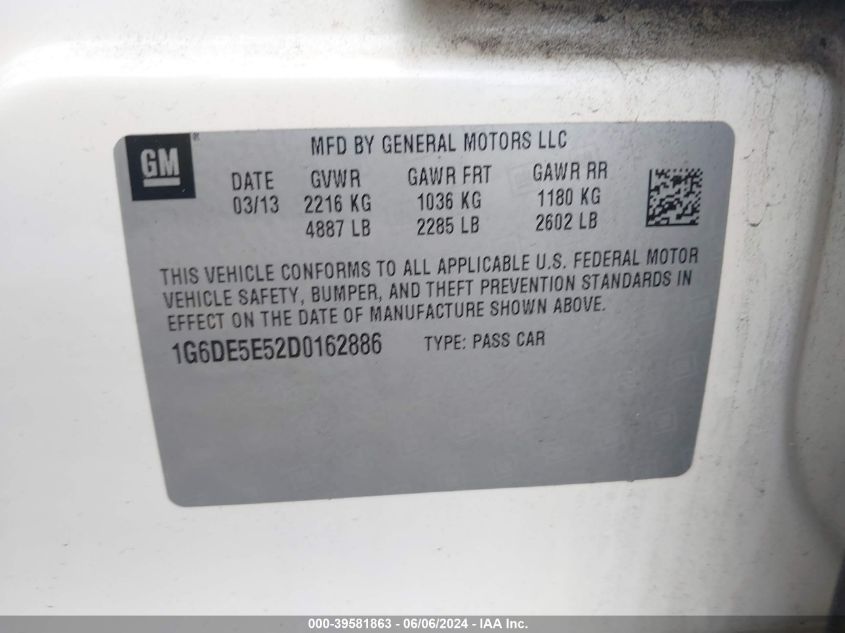 GM ®
MFD BY GENERAL MOTORS LLC
DATE GVWR GAWR FRT GAWR RR
03/13 2216 KG 1036 KG 1180 KG
4887 LB 2285 LB 2602 LB
THIS VEHICLE CONFORMS TO ALL APPLICABLE U.S. FEDERAL MOTOR
VEHICLE SAFETY, BUMPER, AND THEFT PREVENTION STANDARDS IN
EFFECT ON THE DATE OF MANUFACTURE SHOWN ABOVE.
1G6DE5E52D0162886 TYPE: PASS CAR
000-39581863 - 06/06/2024 - IAA Inc.